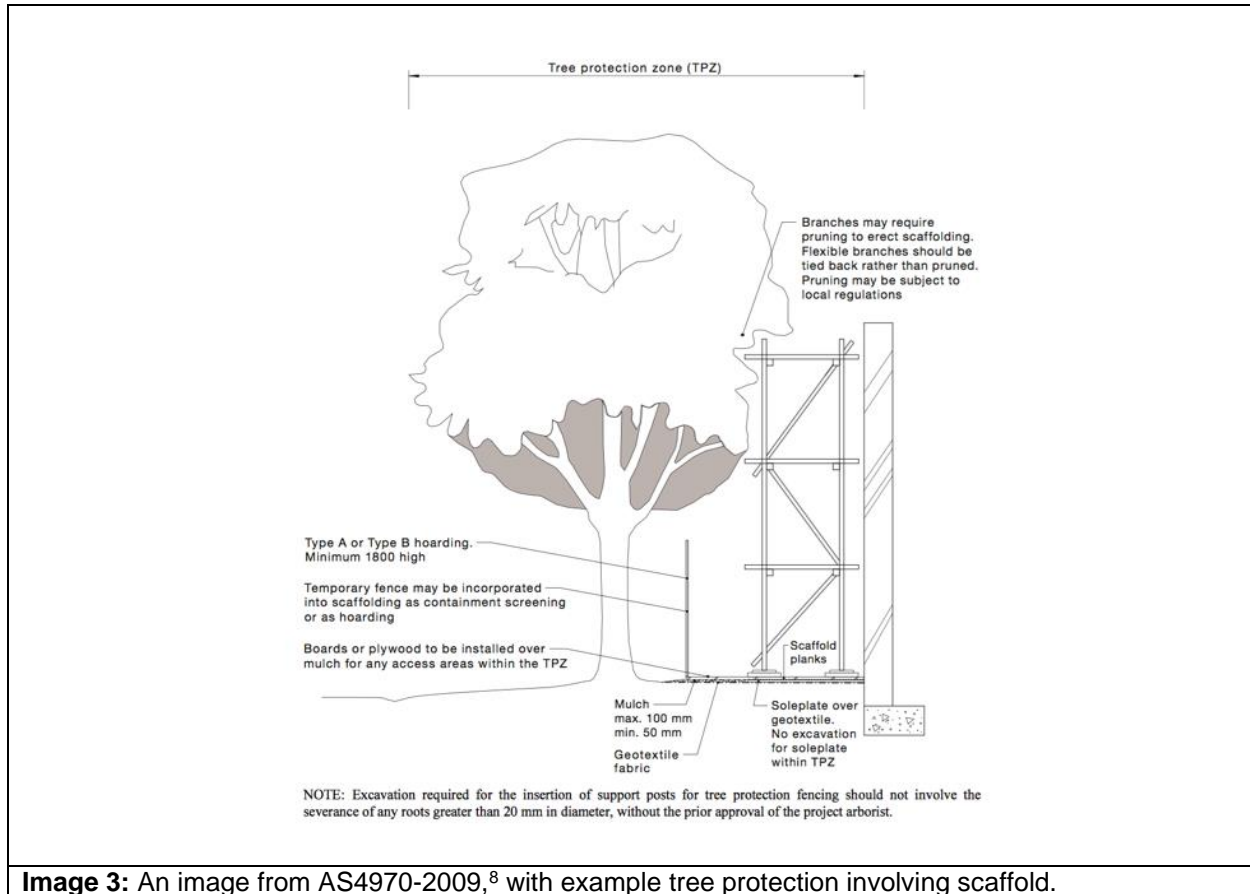 Tree protection zone (TPZ)
Branches may require
pruning to erect scaffolding.
Flexible branches should be
tied back rather than pruned.
Pruning may be subject to
local regulations
Type A or Type B hoarding.
Minimum 1800 high
Temporary fence may be incorporated
into scaffolding as containment screening
or as hoarding
Boards or plywood to be installed over
mulch for any access areas within the TPZ
Scaffold
planks
Mulch
max. 100 mm
min. 50 mm
Geotextile
fabric
Soleplate over
geotextile.
No excavation
for soleplate
within TPZ
NOTE: Excavation required for the insertion of support posts for tree protection fencing should not involve the
severance of any roots greater than 20 mm in diameter, without the prior approval of the project arborist.
Image 3: An image from AS4970-2009,⁸ with example tree protection involving scaffold.